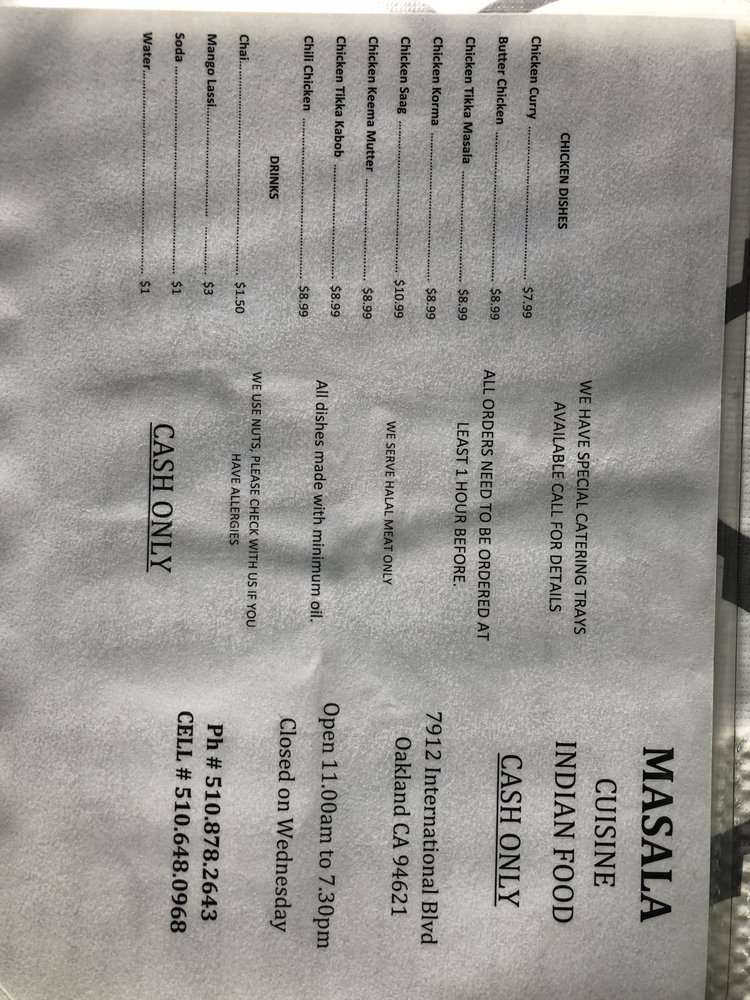 CHICKEN DISHES
Chicken Curry ........................................ $7.99
Butter Chicken ........................................ $8.99
Chicken Tikka Masala ........................................ $8.99
Chicken Korma ........................................ $8.99
Chicken Saag ........................................ $10.99
Chicken Keema Mutter ........................................ $8.99
Chicken Tikka Kabob ........................................ $8.99
Chili Chicken ........................................ $8.99
DRINKS
Chai........................................ $1.50
Mango Lassi........................................ $3
Soda ........................................ $1
Water........................................ $1
WE HAVE SPECIAL CATERING TRAYS
AVAILABLE CALL FOR DETAILS
ALL ORDERS NEED TO BE ORDERED AT
LEAST 1 HOUR BEFORE.
WE SERVE HALAL MEAT ONLY
All dishes made with minimum oil.
WE USE NUTS, PLEASE CHECK WITH US IF YOU
HAVE ALLERGIES
CASH ONLY
MASALA
CUISINE
INDIAN FOOD
CASH ONLY
7912 International Blvd
Oakland CA 94621
Open 11.00am to 7.30pm
Closed on Wednesday
Ph # 510.878.2643
CELL # 510.648.0968